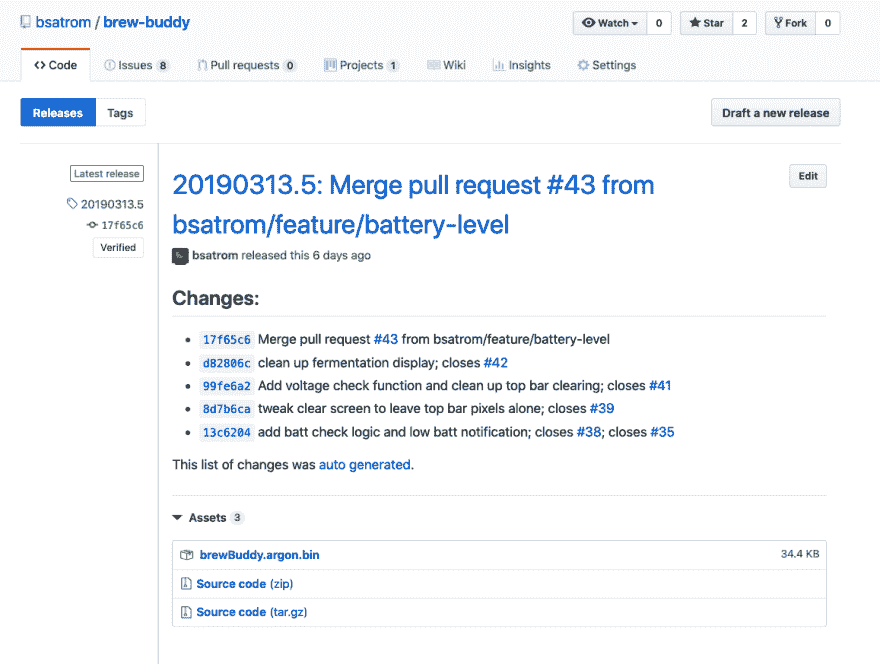 bsatrom / brew-buddy
Watch 0 Star 2 Fork 0
Code Issues 8 Pull requests 0 Projects 1 Wiki Insights Settings
Releases Tags Draft a new release
Latest release
20190313.5
17f65c6
Verified
20190313.5: Merge pull request #43 from
bsatrom/feature/battery-level
Edit
bsatrom released this 6 days ago
Changes:
17f65c6 Merge pull request #43 from bsatrom/feature/battery-level
d82806c clean up fermentation display; closes #42
99fe6a2 Add voltage check function and clean up top bar clearing; closes #41
8d7b6ca tweak clear screen to leave top bar pixels alone; closes #39
13c6204 add batt check logic and low batt notification; closes #38; closes #35
This list of changes was auto generated.
Assets 3
brewBuddy.argon.bin 34.4 KB
Source code (zip)
Source code (tar.gz)